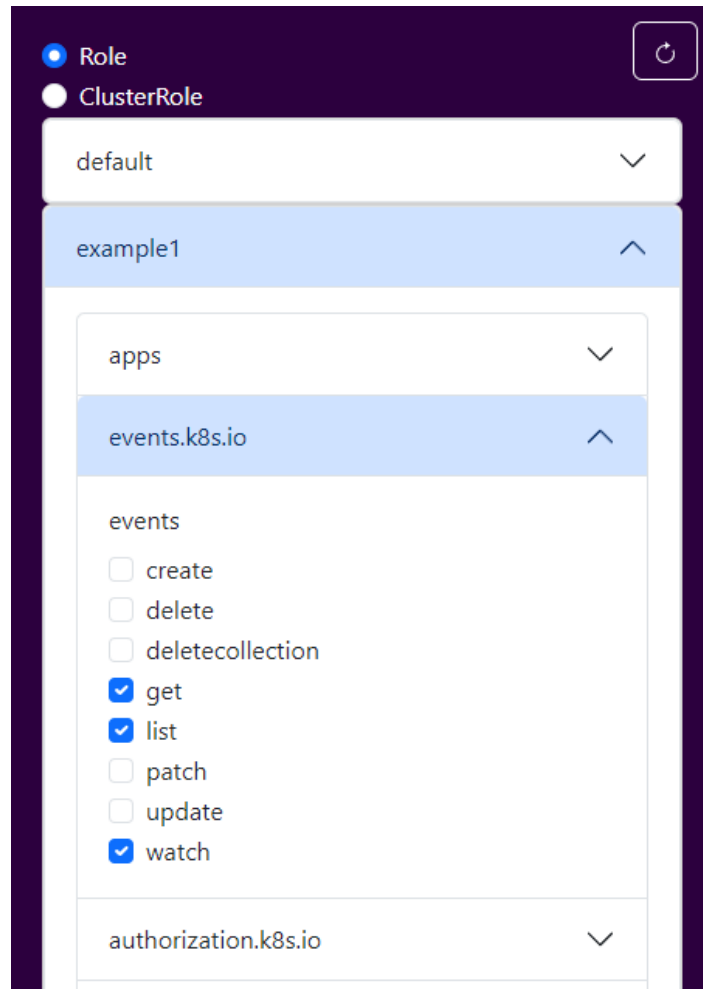 Role
ClusterRole
default
example1
apps
events.k8s.io
events
create
delete
deletecollection
get
list
patch
update
watch
authorization.k8s.io